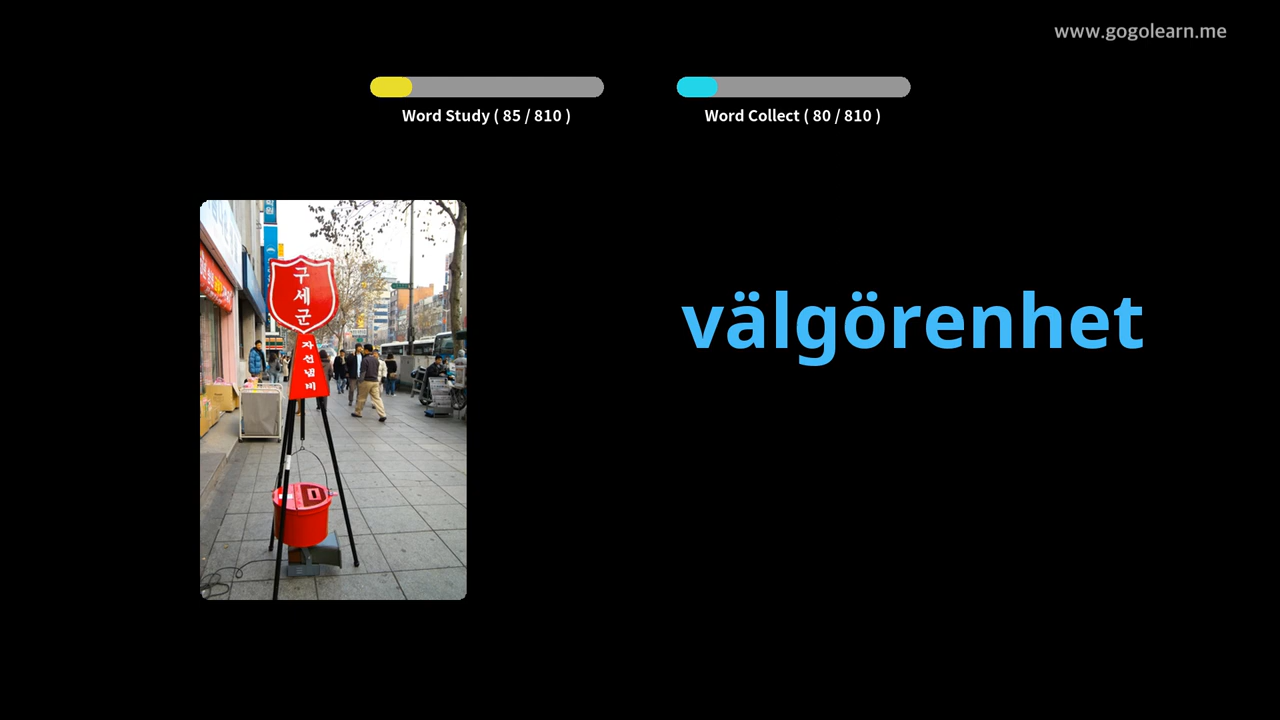 www.gogolearn.me
Word Study ( 85 / 810 )
Word Collect ( 80 / 810 )
구세군
자선냄비
välgörenhet